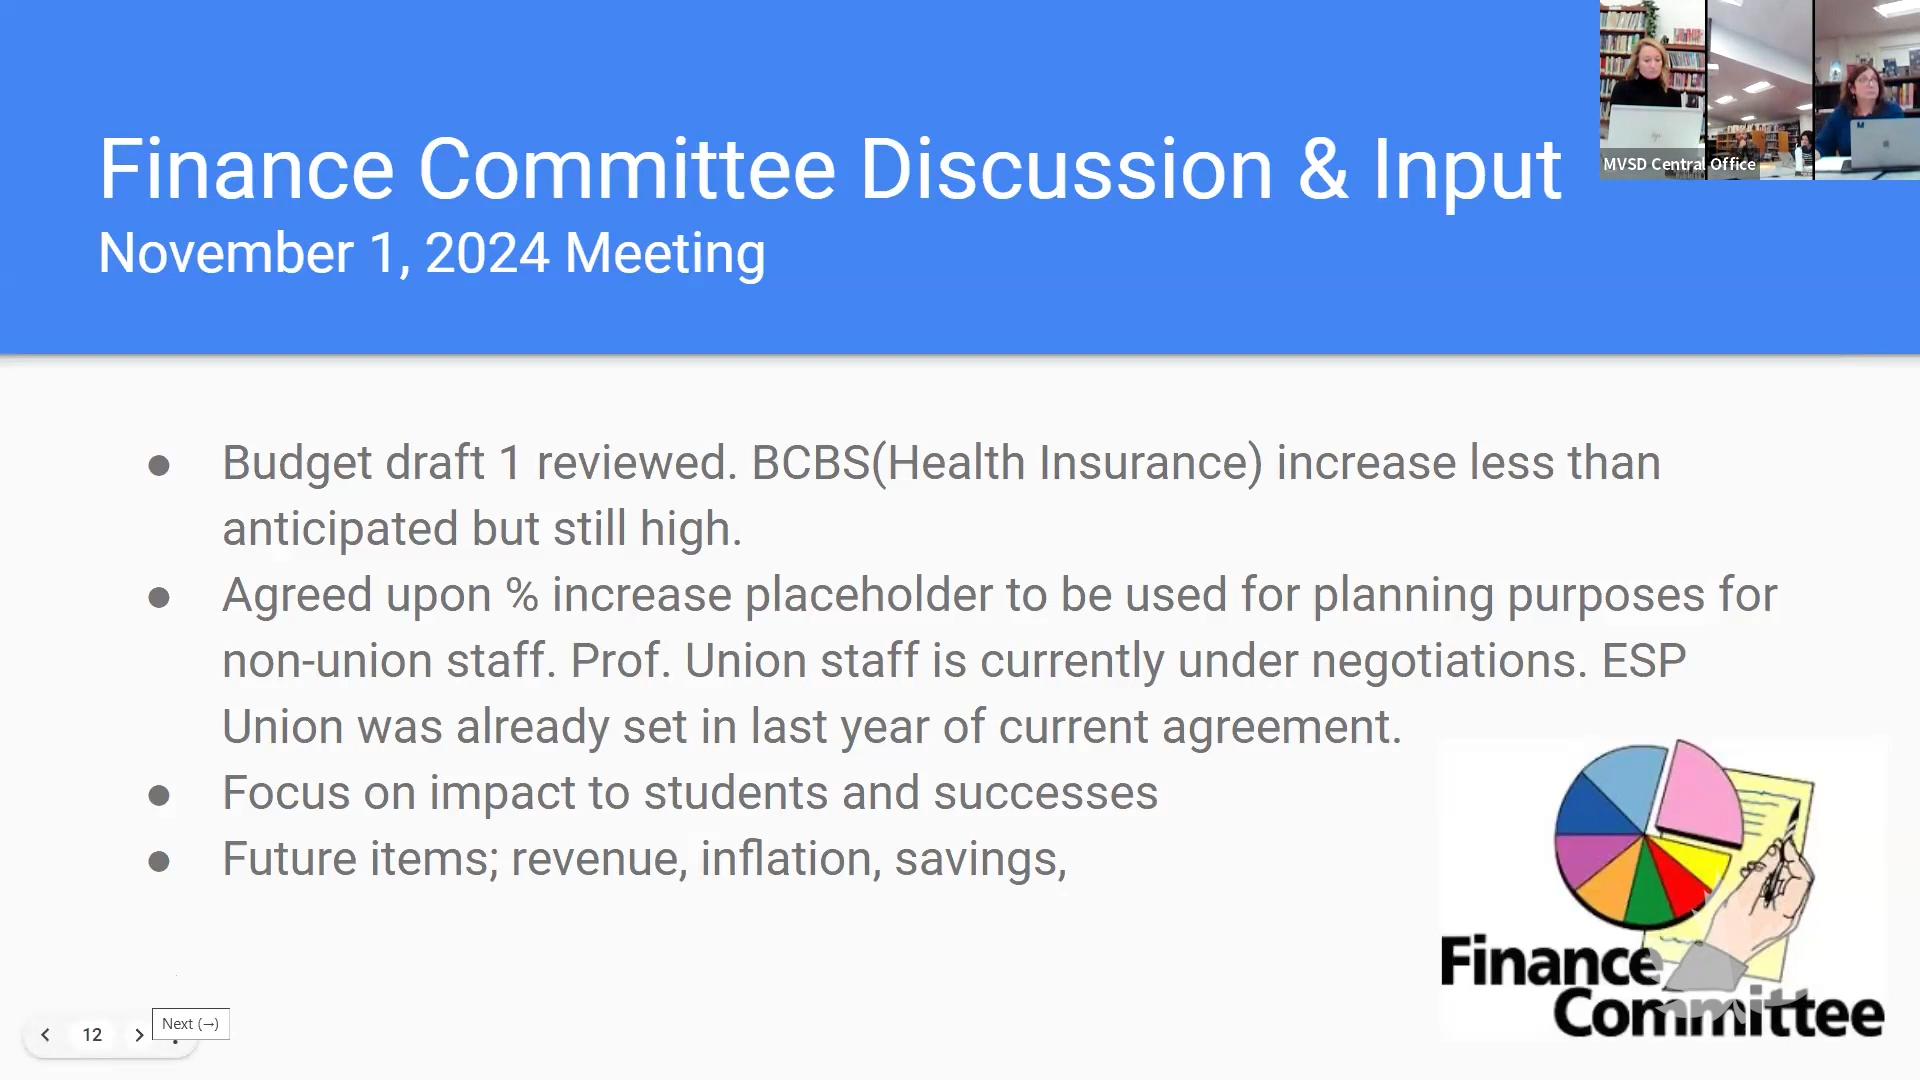 Finance Committee Discussion & Input
November 1, 2024 Meeting
MVSD Central Office
● Budget draft 1 reviewed. BCBS(Health Insurance) increase less than
anticipated but still high.
● Agreed upon % increase placeholder to be used for planning purposes for
non-union staff. Prof. Union staff is currently under negotiations. ESP
Union was already set in last year of current agreement.
● Focus on impact to students and successes
● Future items; revenue, inflation, savings,
Finance
Committee
12
Next (→)